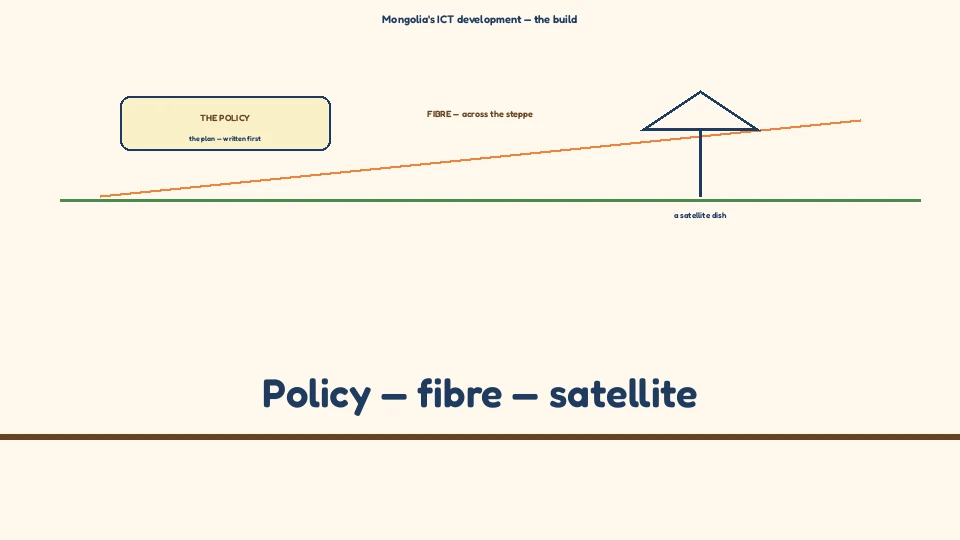 Mongolia's ICT development — the build
THE POLICY
the plan — written first
FIBRE — across the steppe
a satellite dish
Policy — fibre — satellite